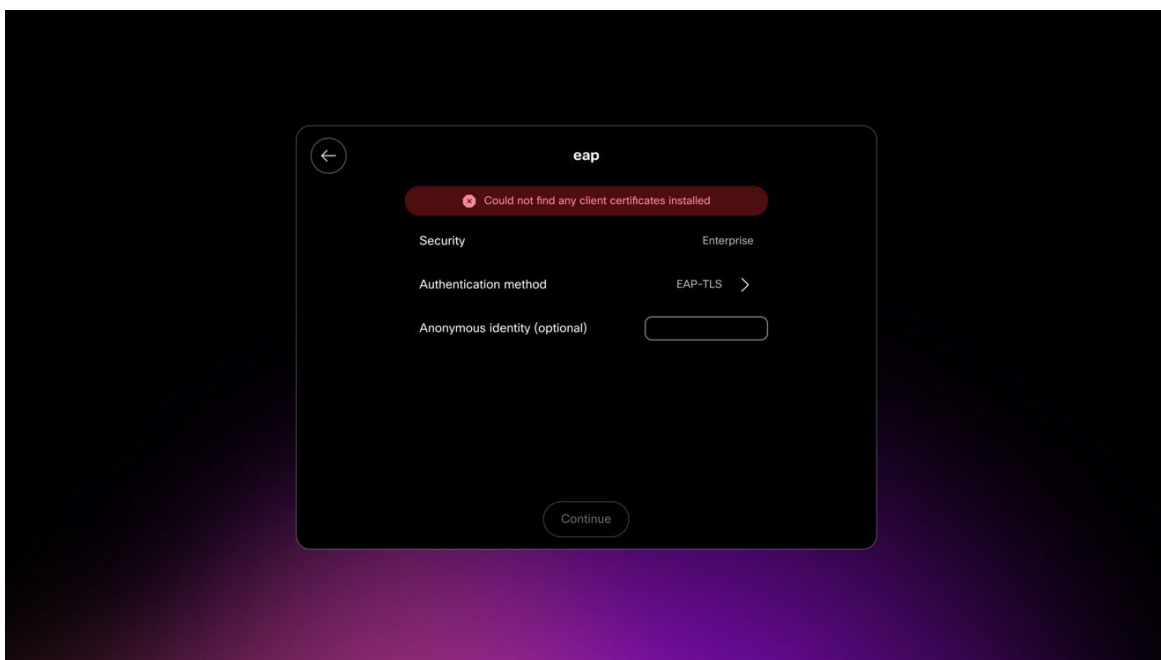 eap
Could not find any client certificates installed
Security Enterprise
Authentication method EAP-TLS
Anonymous identity (optional)
Continue